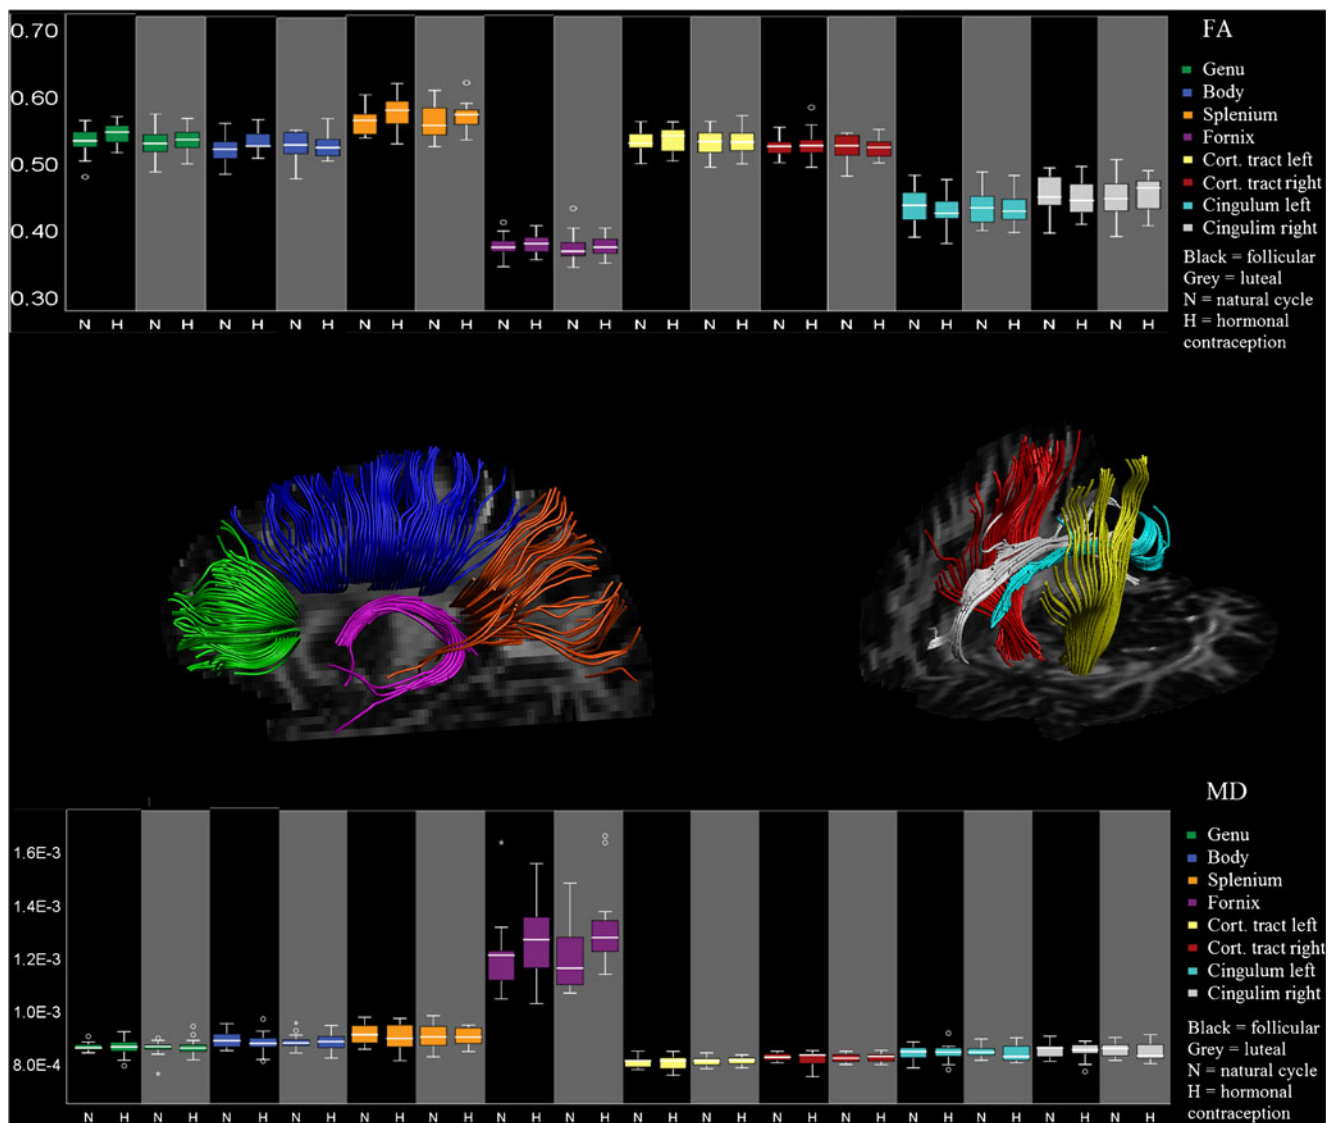 FA
0.70
0.60
0.50
0.40
0.30
N H N H N H N H N H N H N H N H N H N H N H N H N H N H N H N H
Genu
Body
Splenium
Fornix
Cort. tract left
Cort. tract right
Cingulum left
Cingulim right
Black = follicular
Grey = luteal
N = natural cycle
H = hormonal
contraception
MD
1.6E-3
1.4E-3
1.2E-3
1.0E-3
8.0E-4
N H N H N H N H N H N H N H N H N H N H N H N H N H N H N H N H
Genu
Body
Splenium
Fornix
Cort. tract left
Cort. tract right
Cingulum left
Cingulim right
Black = follicular
Grey = luteal
N = natural cycle
H = hormonal
contraception